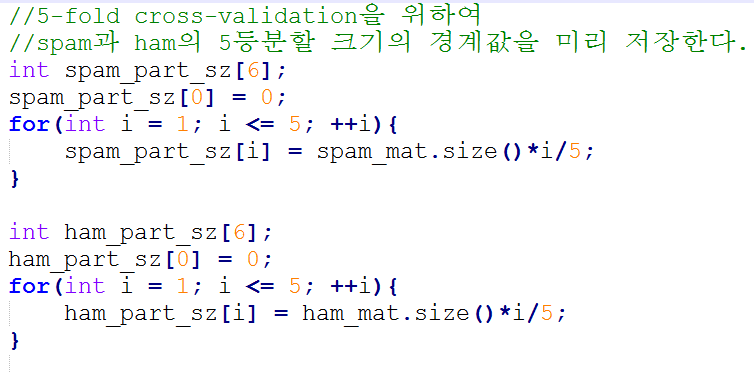 //5-fold cross-validation을 위하여
//spam과 ham의 5등분할 크기의 경계값을 미리 저장한다.
int spam_part_sz[6];
spam_part_sz[0] = 0;
for(int i = 1; i <= 5; ++i){
    spam_part_sz[i] = spam_mat.size()*i/5;
}

int ham_part_sz[6];
ham_part_sz[0] = 0;
for(int i = 1; i <= 5; ++i){
    ham_part_sz[i] = ham_mat.size()*i/5;
}